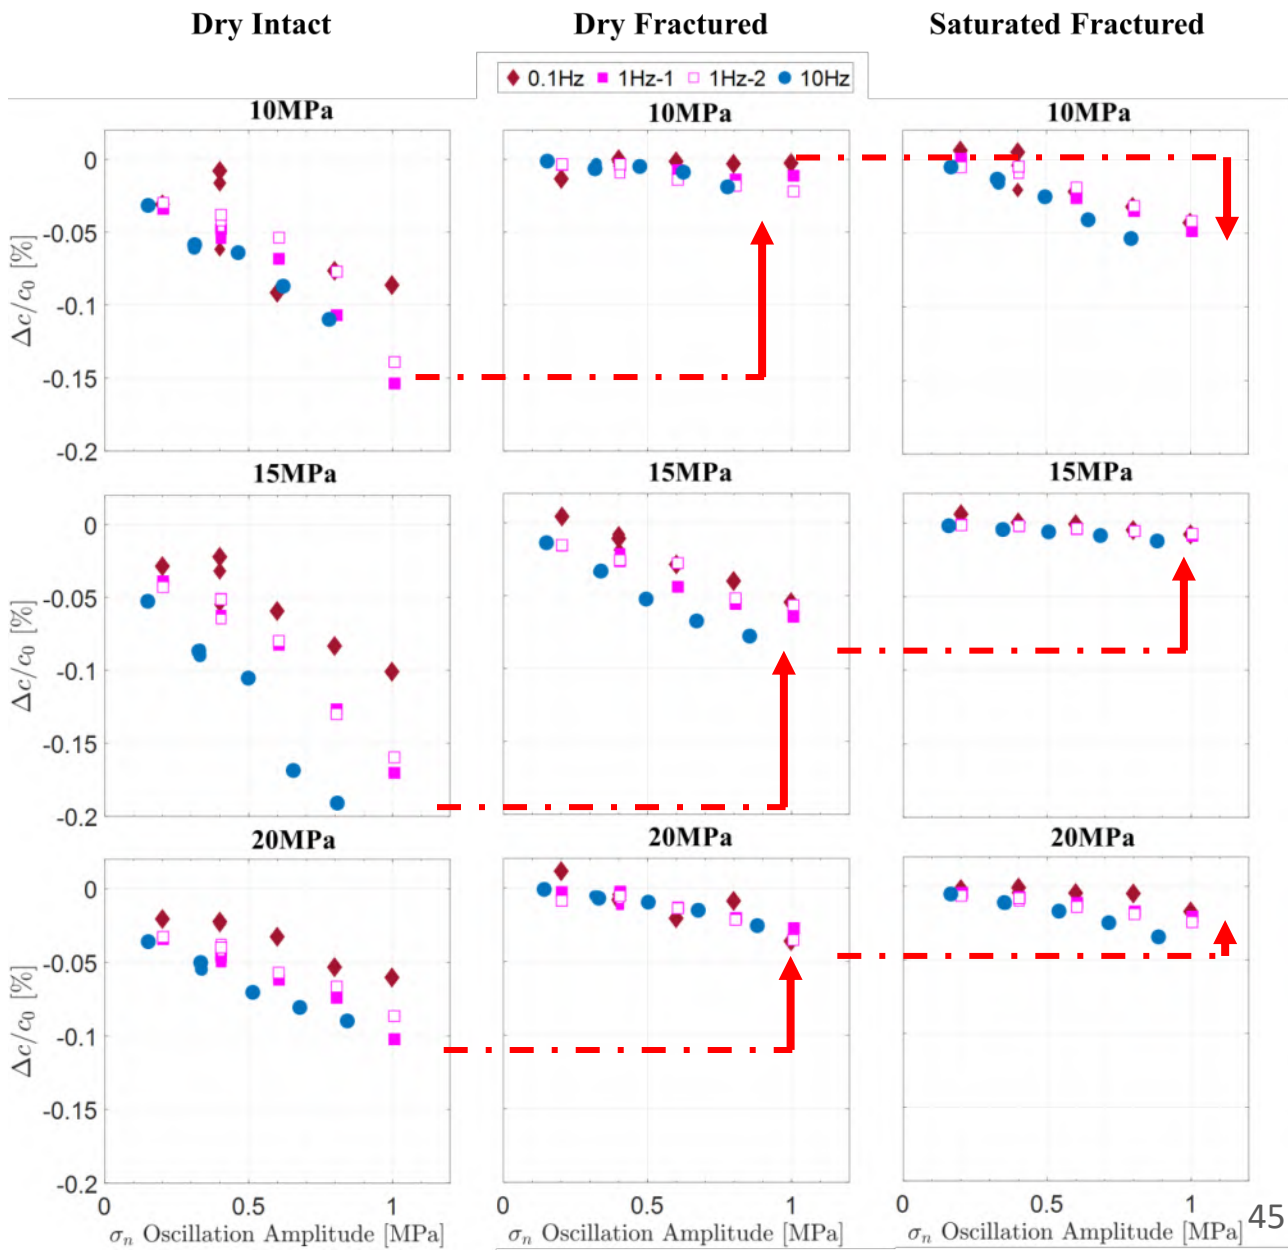 Dry Intact Dry Fractured Saturated Fractured
0.1Hz 1Hz-1 1Hz-2 10Hz
10MPa 10MPa 10MPa
0
-0.05
-0.1
-0.15
-0.2
Δc/c₀ [%]
15MPa 15MPa 15MPa
0
-0.05
-0.1
-0.15
-0.2
Δc/c₀ [%]
20MPa 20MPa 20MPa
0
-0.05
-0.1
-0.15
-0.2
Δc/c₀ [%]
0 0.5 1 0 0.5 1 0 0.5 1
σₙ Oscillation Amplitude [MPa] σₙ Oscillation Amplitude [MPa] σₙ Oscillation Amplitude [MPa]
45